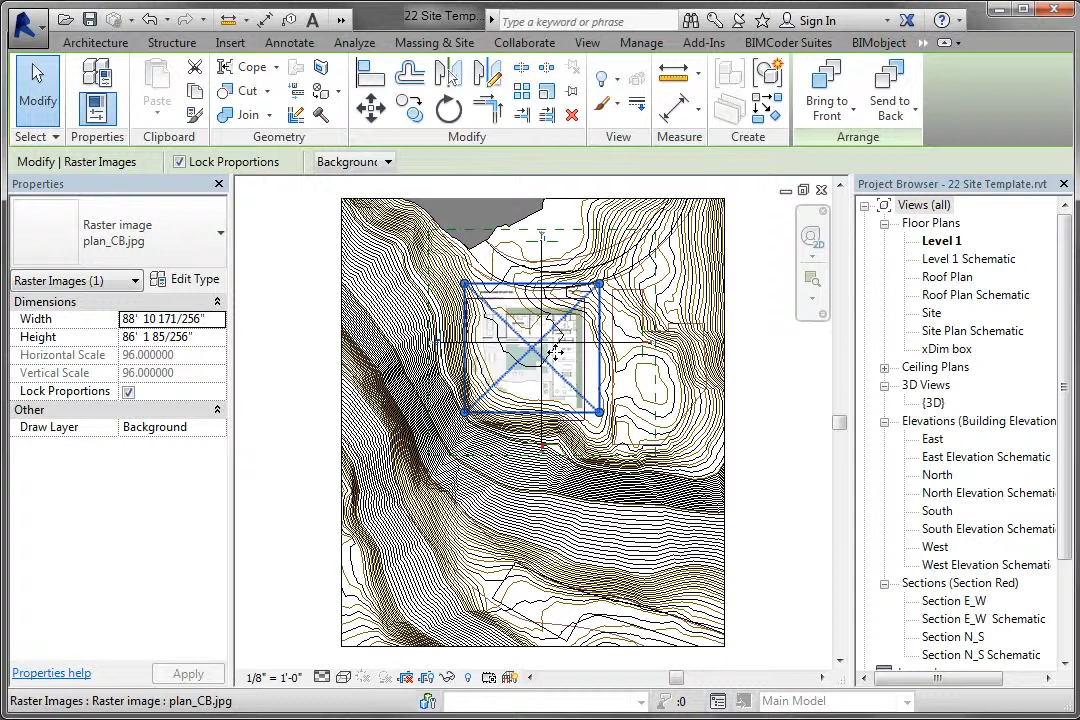 22 Site Temp...
Type a keyword or phrase
Sign In
Architecture
Structure
Insert
Annotate
Analyze
Massing & Site
Collaborate
View
Manage
Add-Ins
BIMCoder Suites
BIMobject
Modify
Properties
Paste
Cope
Cut
Join
Bring to
Front
Send to
Back
Select
Properties
Clipboard
Geometry
Modify
View
Measure
Create
Arrange
Modify | Raster Images
Lock Proportions
Background
Properties
Raster image
plan_CB.jpg
Raster Images (1)
Edit Type
Dimensions
Width
88' 10 171/256"
Height
86' 1 85/256"
Horizontal Scale
96.000000
Vertical Scale
96.000000
Lock Proportions
Other
Draw Layer
Background
Properties help
Apply
2D
Project Browser - 22 Site Template.rvt
Views (all)
Floor Plans
Level 1
Level 1 Schematic
Roof Plan
Roof Plan Schematic
Site
Site Plan Schematic
xDim box
Ceiling Plans
3D Views
{3D}
Elevations (Building Elevation
East
East Elevation Schematic
North
North Elevation Schemati
South
South Elevation Schemati
West
West Elevation Schemati
Sections (Section Red)
Section E_W
Section E_W Schematic
Section N_S
Section N_S Schematic
1/8" = 1'-0"
Raster Images : Raster image : plan_CB.jpg
:0
Main Model